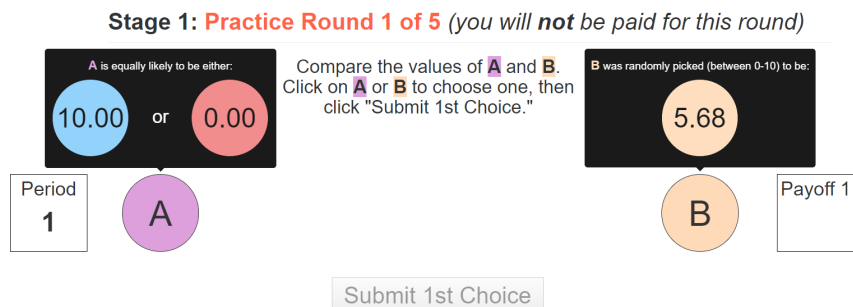 Stage 1: Practice Round 1 of 5 (you will not be paid for this round)
A is equally likely to be either:
10.00 or 0.00
Compare the values of A and B.
Click on A or B to choose one, then
click "Submit 1st Choice."
B was randomly picked (between 0-10) to be:
5.68
Period
1
A
B
Payoff 1
Submit 1st Choice